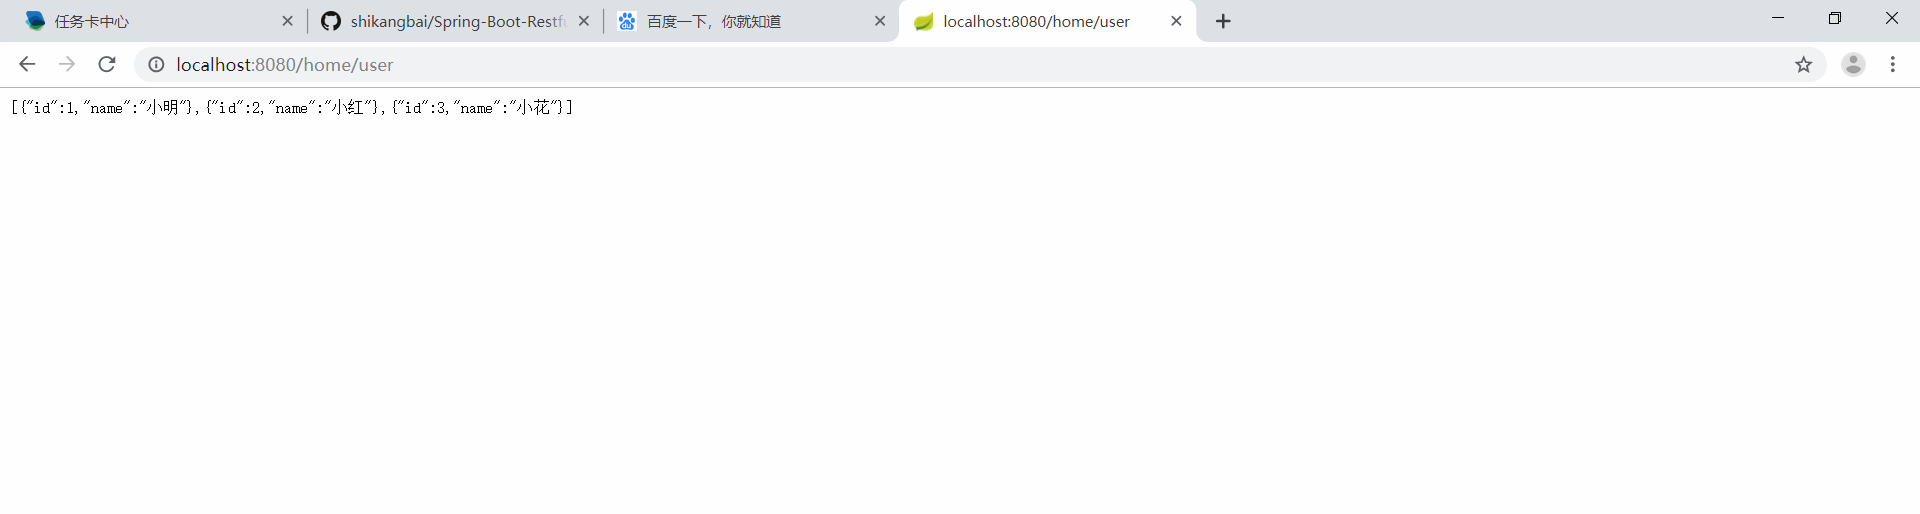 任务卡中心
shikangbai/Spring-Boot-Restfu
百度一下，你就知道
localhost:8080/home/user
localhost:8080/home/user
[{"id":1,"name":"小明"},{"id":2,"name":"小红"},{"id":3,"name":"小花"}]